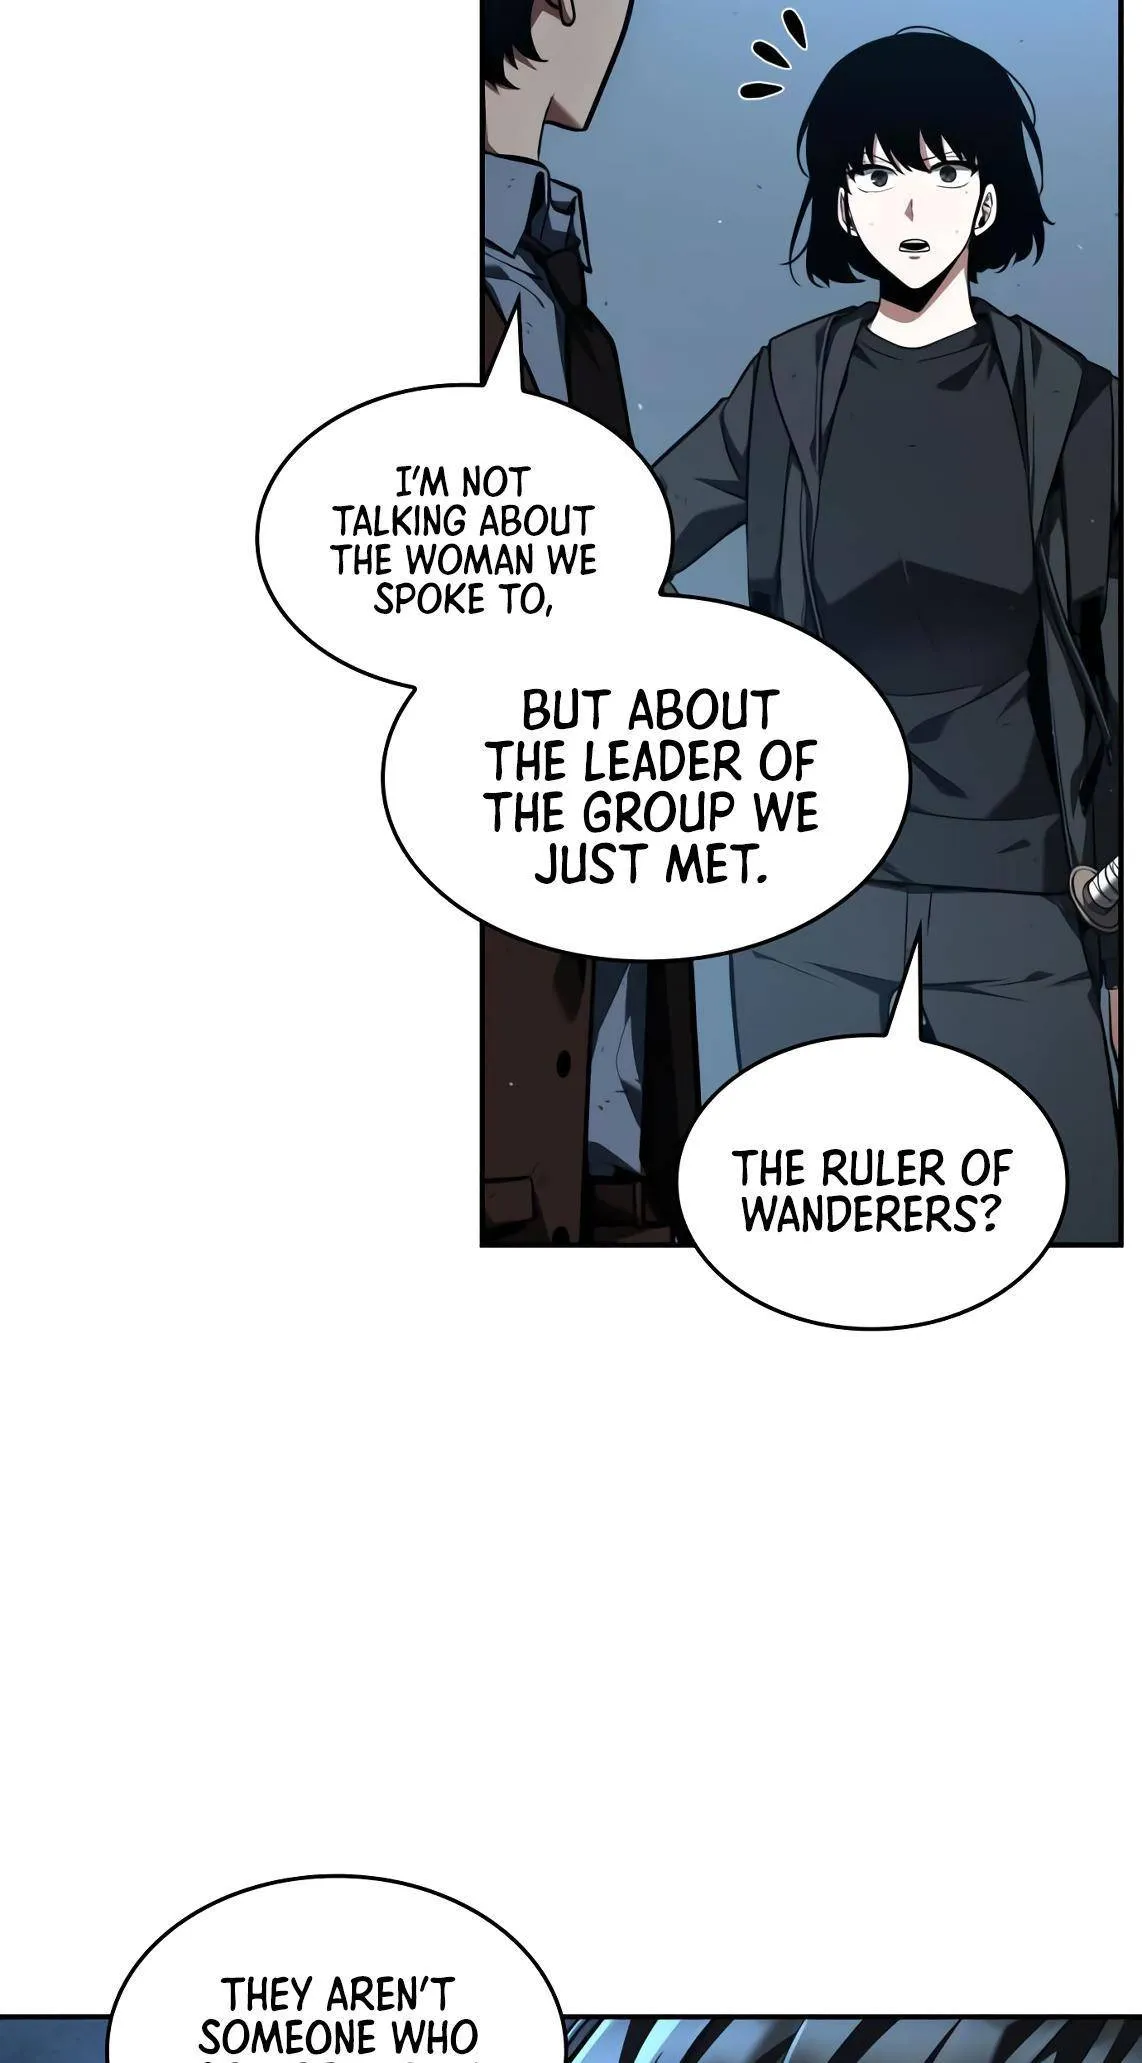 I'M NOT
TALKING ABOUT
THE WOMAN WE
SPOKE TO,
BUT ABOUT
THE LEADER OF
THE GROUP WE
JUST MET.
THE RULER OF
WANDERERS?
THEY AREN'T
SOMEONE WHO